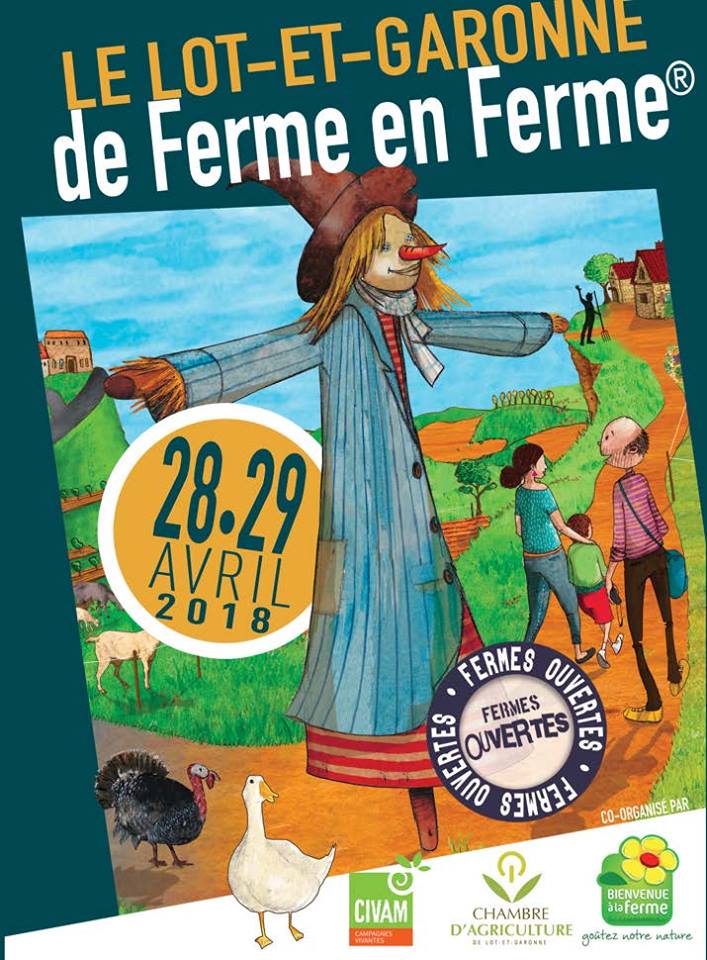 LE LOT-ET-GARONNE
de Ferme en Ferme®
28.29
AVRIL
2018
• FERMES OUVERTES • FERMES OUVERTES
FERMES
OUVERTES
CO-ORGANISÉ PAR
CIVAM
CAMPAGNES
VIVANTES
CHAMBRE
D'AGRICULTURE
DE LOT-ET-GARONNE
BIENVENUE
à la ferme
goûtez notre nature